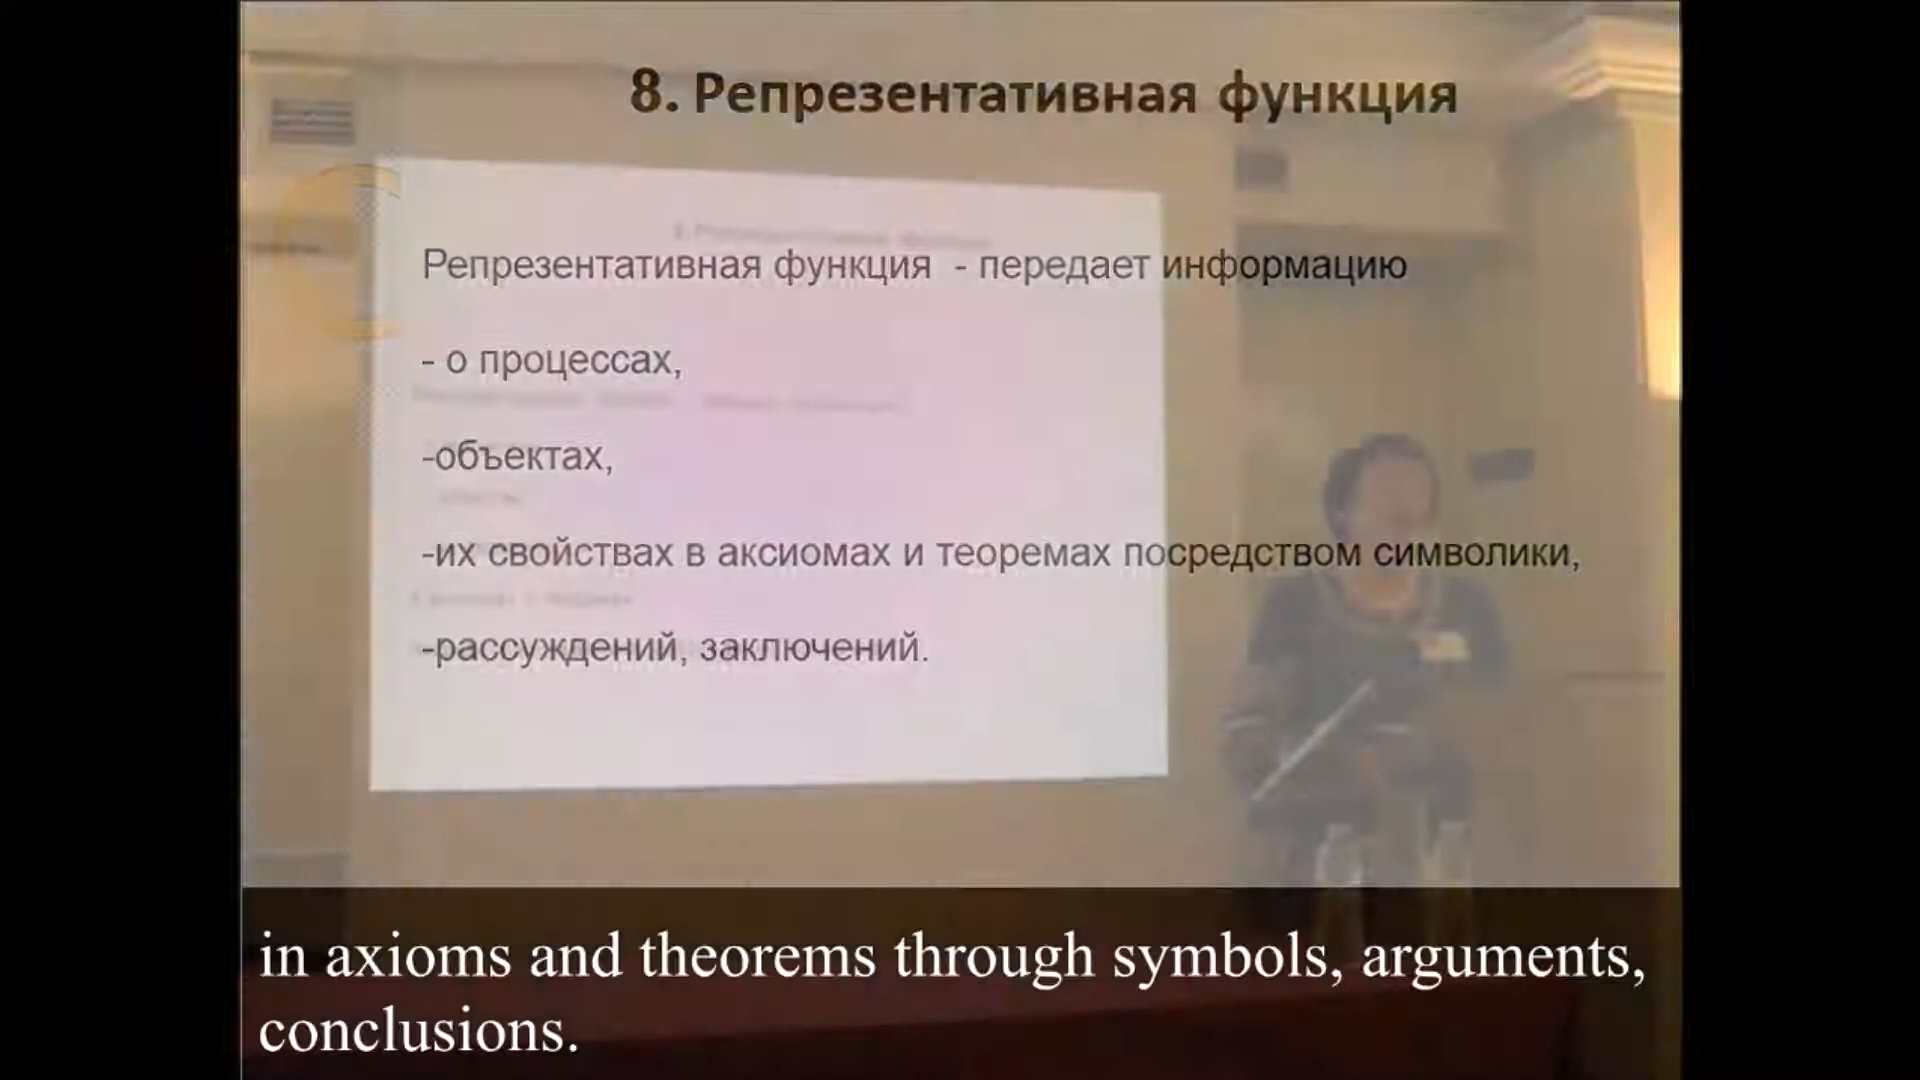 8. Репрезентативная функция
Репрезентативная функция - передает информацию
- о процессах,
-объектах,
-их свойствах в аксиомах и теоремах посредством символики,
-рассуждений, заключений.
in axioms and theorems through symbols, arguments,
conclusions.